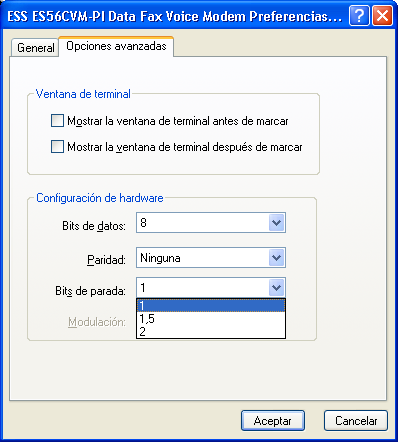 ESS ES56CVM-PI Data Fax Voice Modem Preferencias...
General
Opciones avanzadas
Ventana de terminal
Mostrar la ventana de terminal antes de marcar
Mostrar la ventana de terminal después de marcar
Configuración de hardware
Bits de datos: 8
Paridad: Ninguna
Bits de parada: 1
1
1,5
Modulación:
2
Aceptar
Cancelar